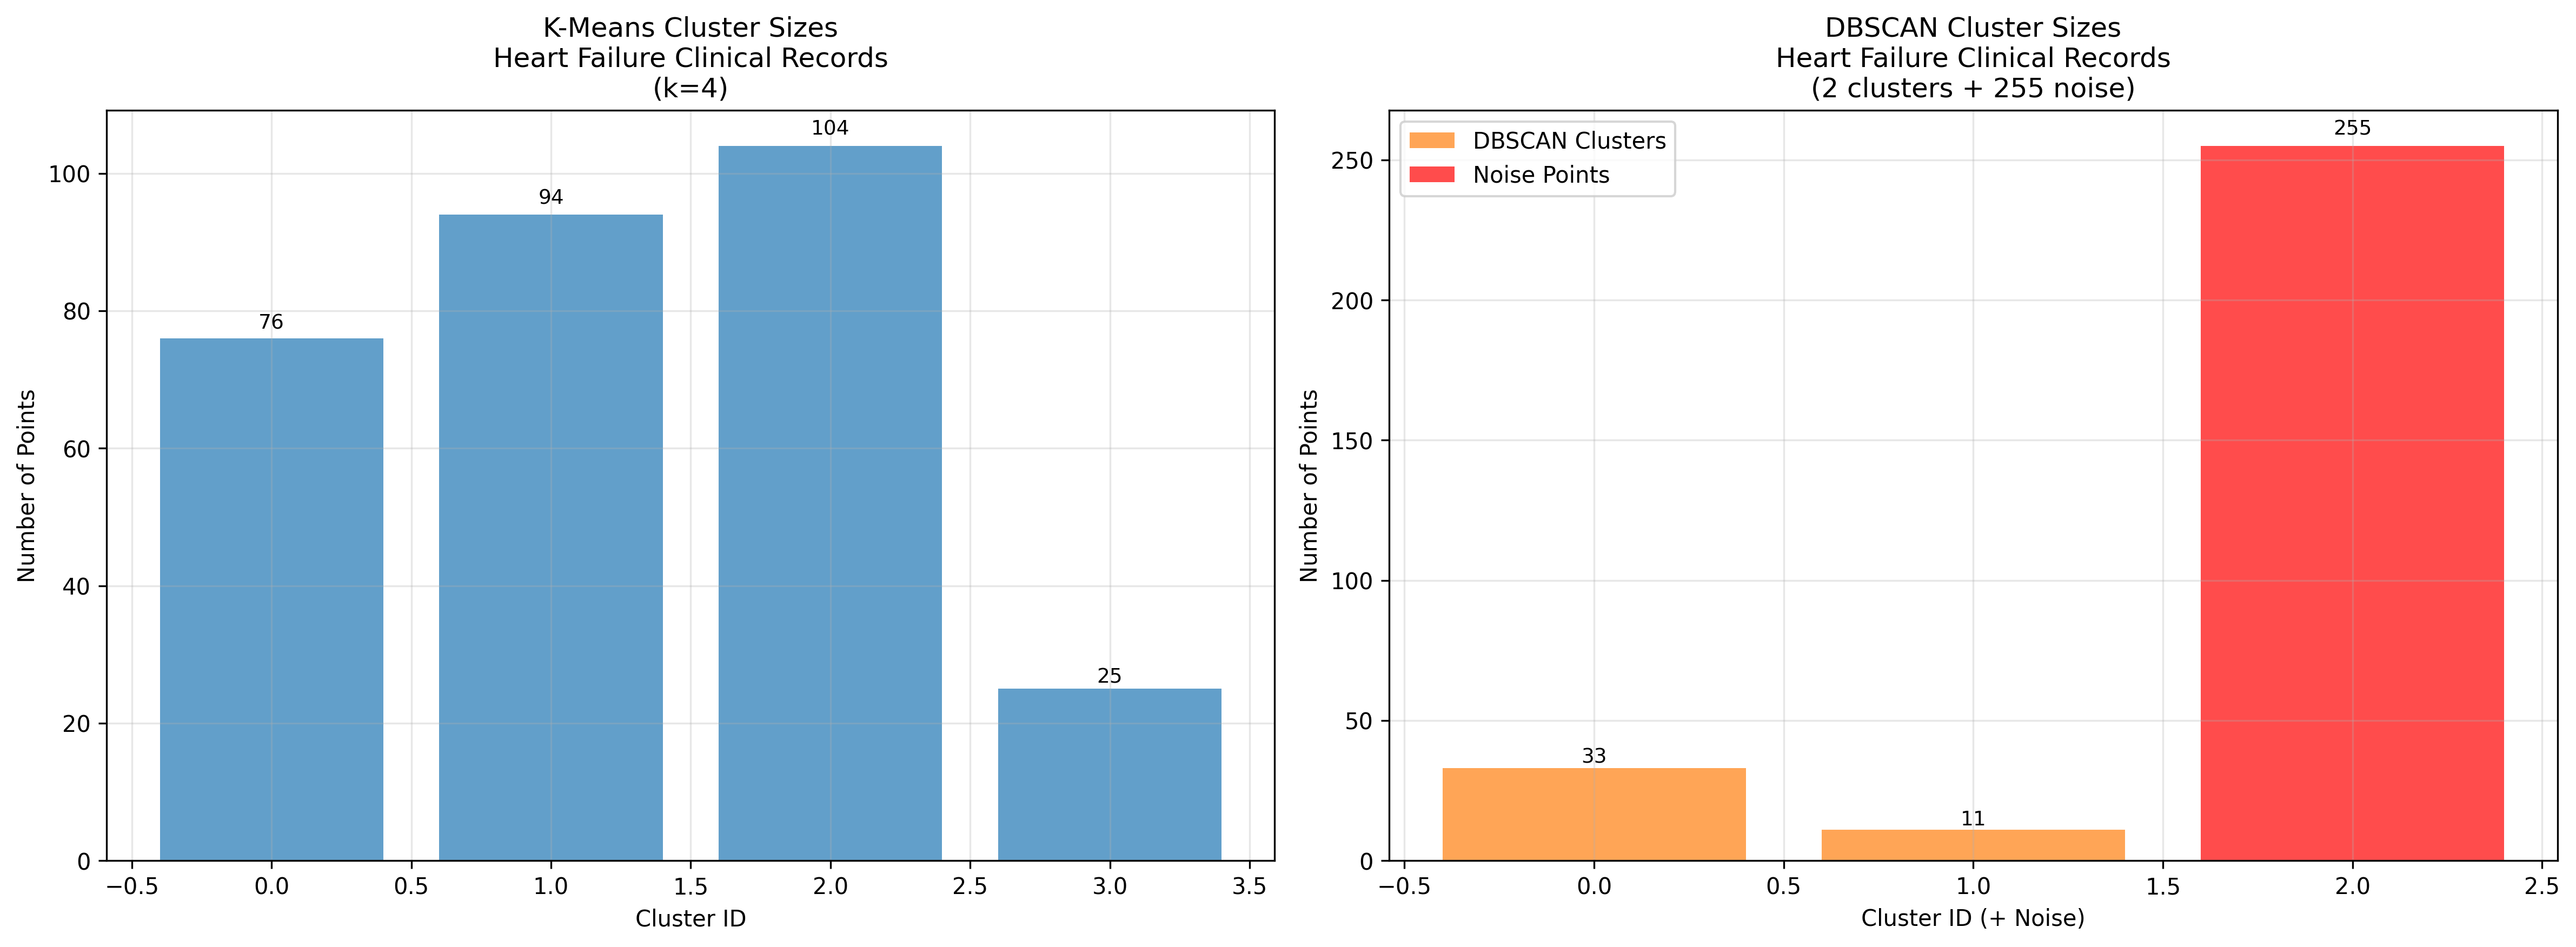 K-Means Cluster Sizes
Heart Failure Clinical Records
(k=4)
Number of Points
100
80
60
40
20
0
76
94
104
25
−0.5
0.0
0.5
1.0
1.5
2.0
2.5
3.0
3.5
Cluster ID
DBSCAN Cluster Sizes
Heart Failure Clinical Records
(2 clusters + 255 noise)
DBSCAN Clusters
Noise Points
Number of Points
250
200
150
100
50
0
33
11
255
−0.5
0.0
0.5
1.0
1.5
2.0
2.5
Cluster ID (+ Noise)